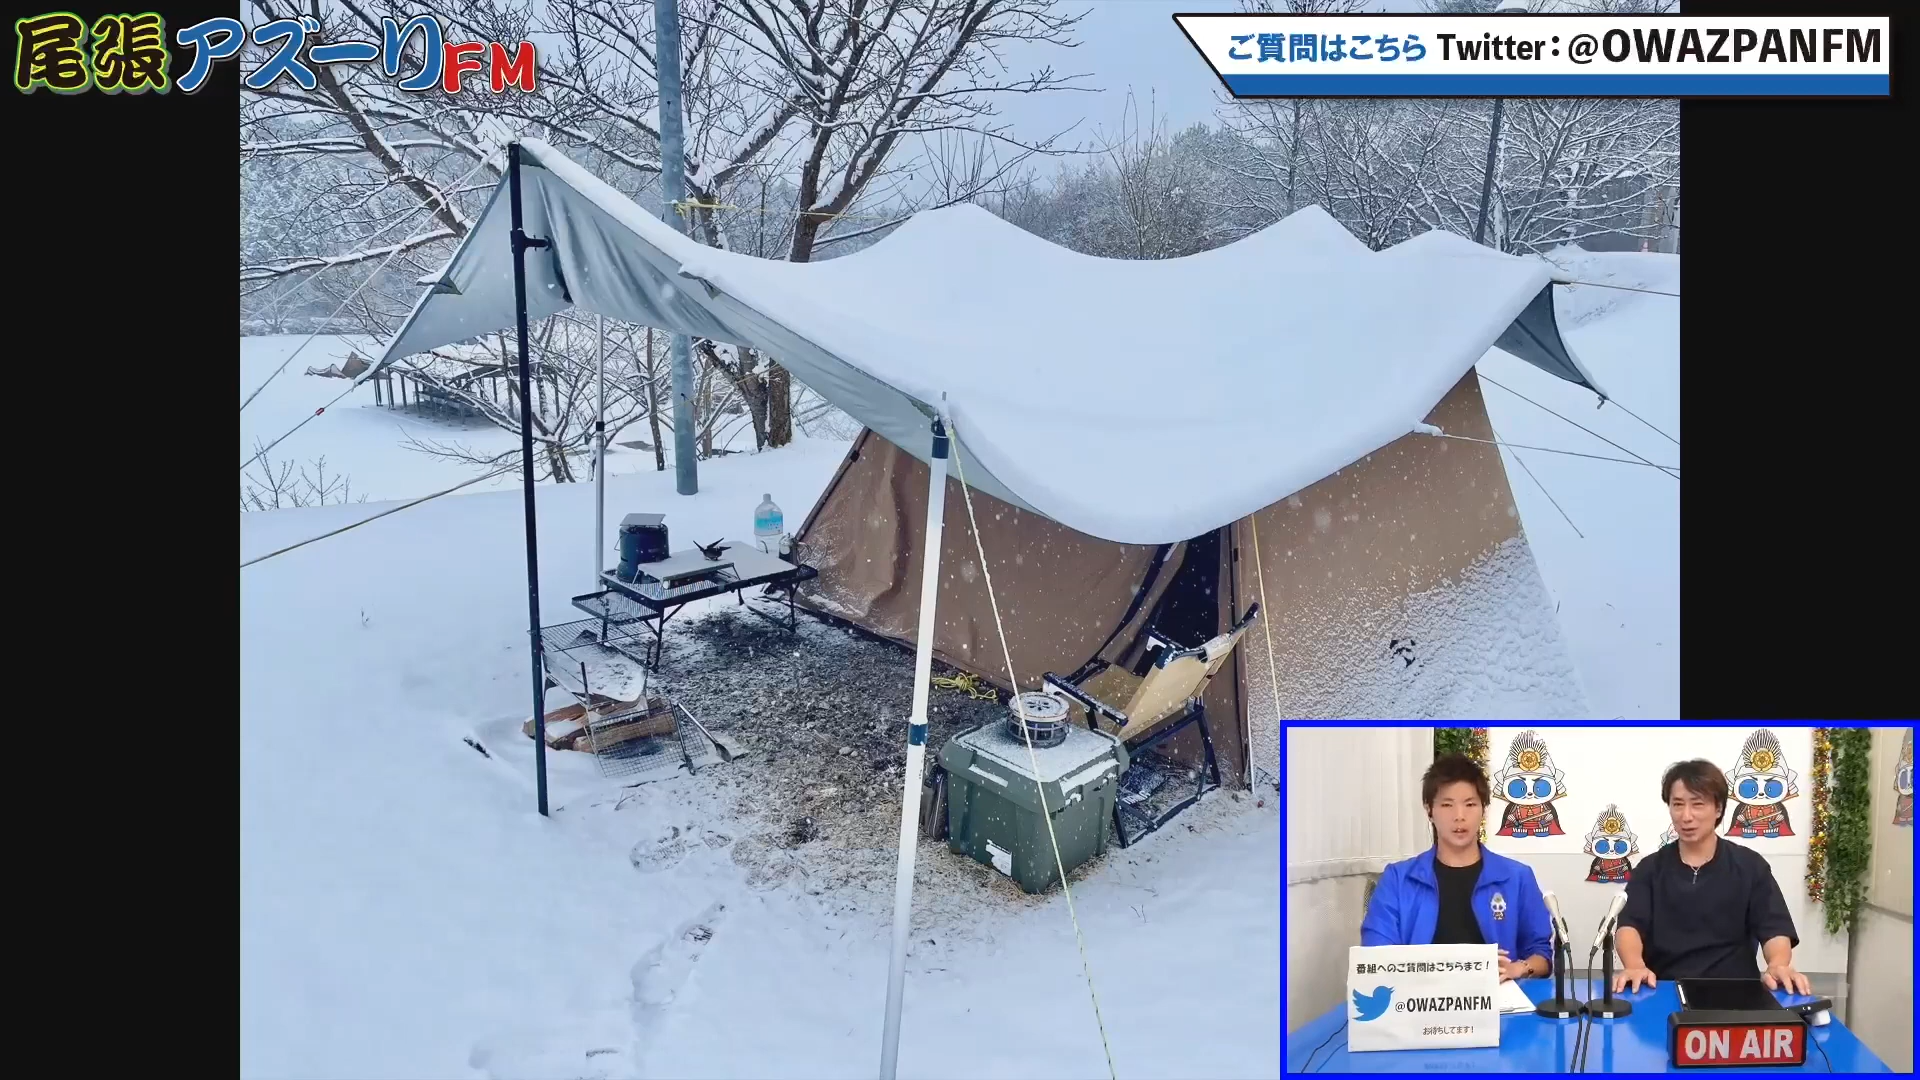 尾張アズーリFM
ご質問はこちら Twitter：@OWAZPANFM
番組へのご質問はこちらまで！
@OWAZPANFM
お待ちしてます！
ON AIR